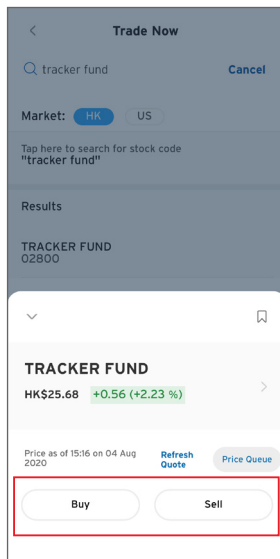 Trade Now
tracker fund Cancel
Market: HK US
Tap here to search for stock code
"tracker fund"
Results
TRACKER FUND
02800
TRACKER FUND
HK$25.68 +0.56 (+2.23 %)
Price as of 15:16 on 04 Aug
2020
Refresh
Quote
Price Queue
Buy Sell